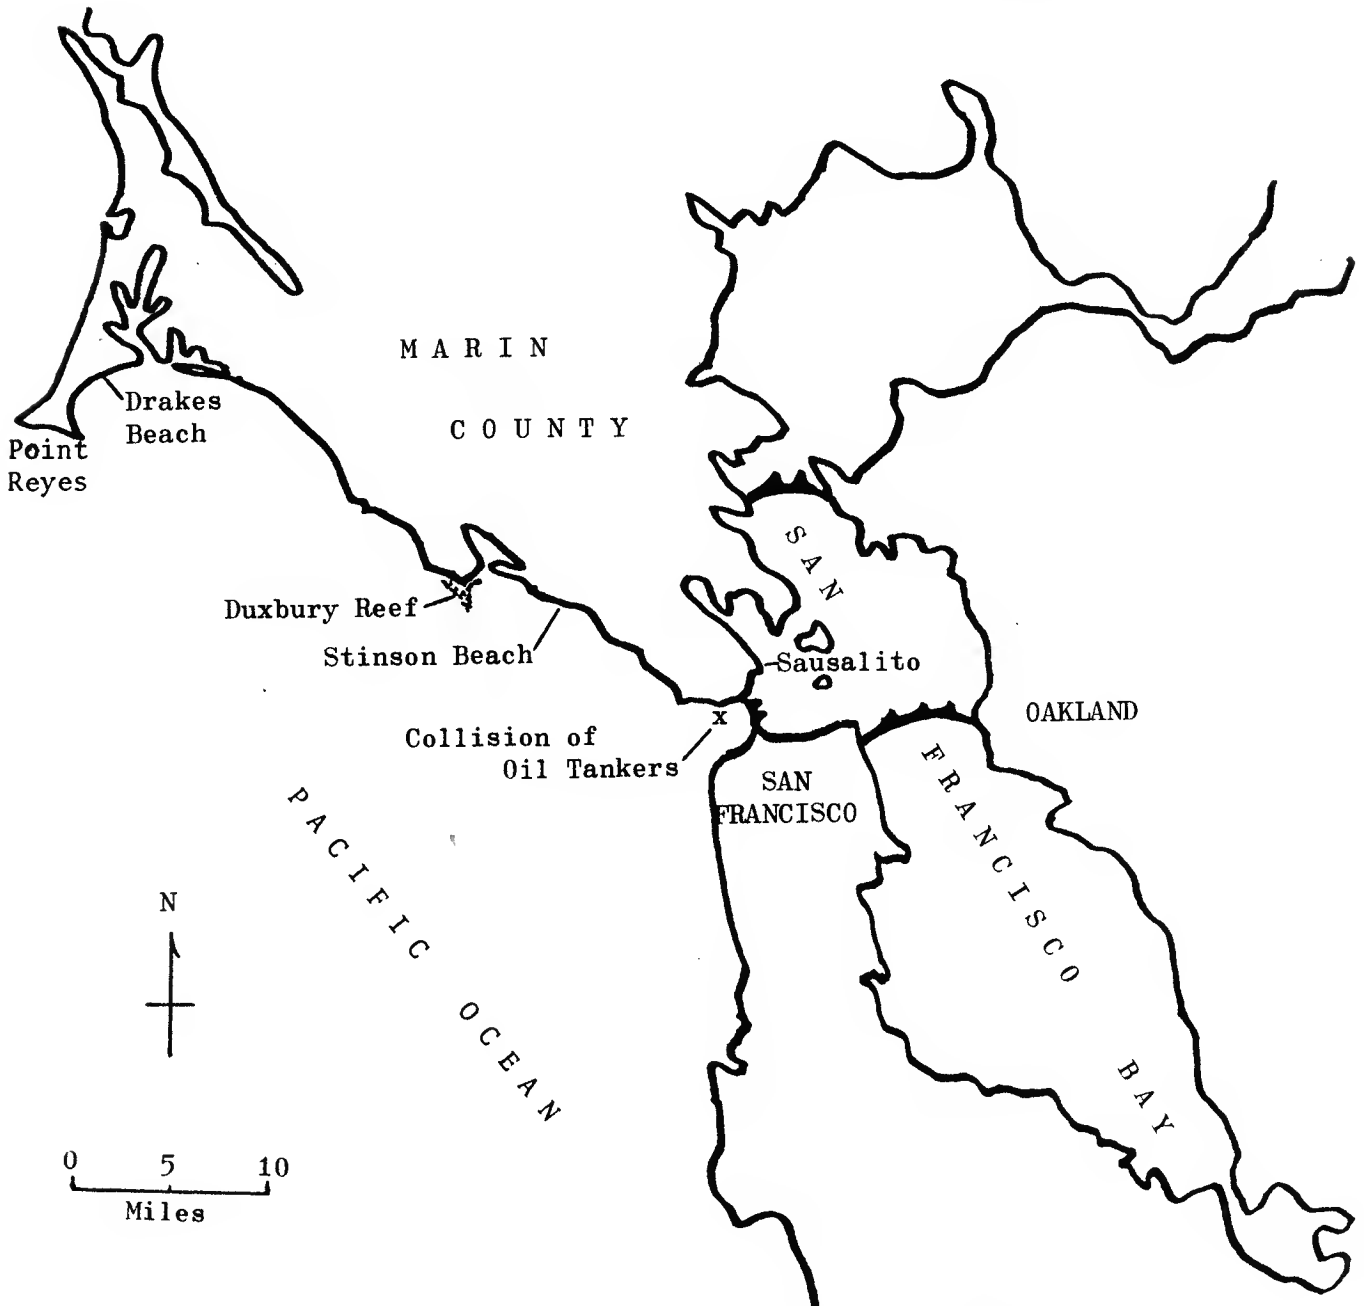 MARIN
COUNTY
Drakes
Beach
Point
Reyes
SAN
Duxbury Reef
Stinson Beach
Sausalito
x
OAKLAND
Collision of
Oil Tankers
SAN
FRANCISCO
FRANCISCO
PACIFIC
N
OCEAN
BAY
0 5 10
Miles